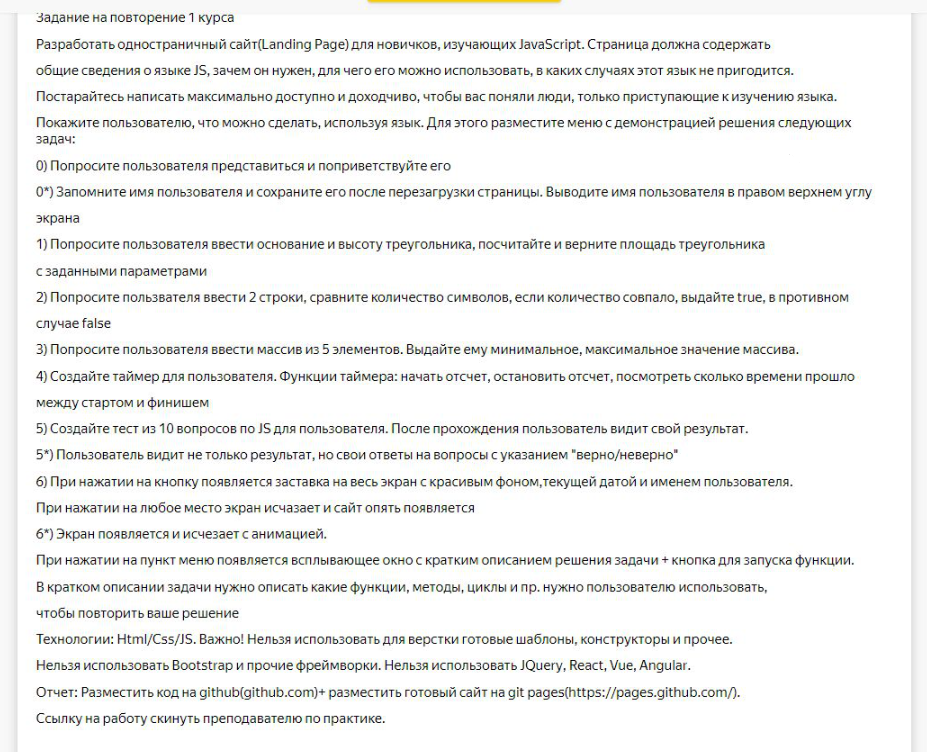 Задание на повторение 1 курса
Разработать одностраничный сайт(Landing Page) для новичков, изучающих JavaScript. Страница должна содержать
общие сведения о языке JS, зачем он нужен, для чего его можно использовать, в каких случаях этот язык не пригодится.
Постарайтесь написать максимально доступно и доходчиво, чтобы вас поняли люди, только приступающие к изучению языка.
Покажите пользователю, что можно сделать, используя язык. Для этого разместите меню с демонстрацией решения следующих
задач:
0) Попросите пользователя представиться и поприветствуйте его
0*) Запомните имя пользователя и сохраните его после перезагрузки страницы. Выводите имя пользователя в правом верхнем углу
экрана
1) Попросите пользователя ввести основание и высоту треугольника, посчитайте и верните площадь треугольника
с заданными параметрами
2) Попросите пользвателя ввести 2 строки, сравните количество символов, если количество совпало, выдайте true, в противном
случае false
3) Попросите пользователя ввести массив из 5 элементов. Выдайте ему минимальное, максимальное значение массива.
4) Создайте таймер для пользователя. Функции таймера: начать отсчет, остановить отсчет, посмотреть сколько времени прошло
между стартом и финишем
5) Создайте тест из 10 вопросов по JS для пользователя. После прохождения пользователь видит свой результат.
5*) Пользователь видит не только результат, но свои ответы на вопросы с указанием "верно/неверно"
6) При нажатии на кнопку появляется заставка на весь экран с красивым фоном,текущей датой и именем пользователя.
При нажатии на любое место экран исчазает и сайт опять появляется
6*) Экран появляется и исчезает с анимацией.
При нажатии на пункт меню появляется всплывающее окно с кратким описанием решения задачи + кнопка для запуска функции.
В кратком описании задачи нужно описать какие функции, методы, циклы и пр. нужно пользователю использовать,
чтобы повторить ваше решение
Технологии: Html/Css/JS. Важно! Нельзя использовать для верстки готовые шаблоны, конструкторы и прочее.
Нельзя использовать Bootstrap и прочие фреймворки. Нельзя использовать JQuery, React, Vue, Angular.
Отчет: Разместить код на github(github.com)+ разместить готовый сайт на git pages(https://pages.github.com/).
Ссылку на работу скинуть преподавателю по практике.